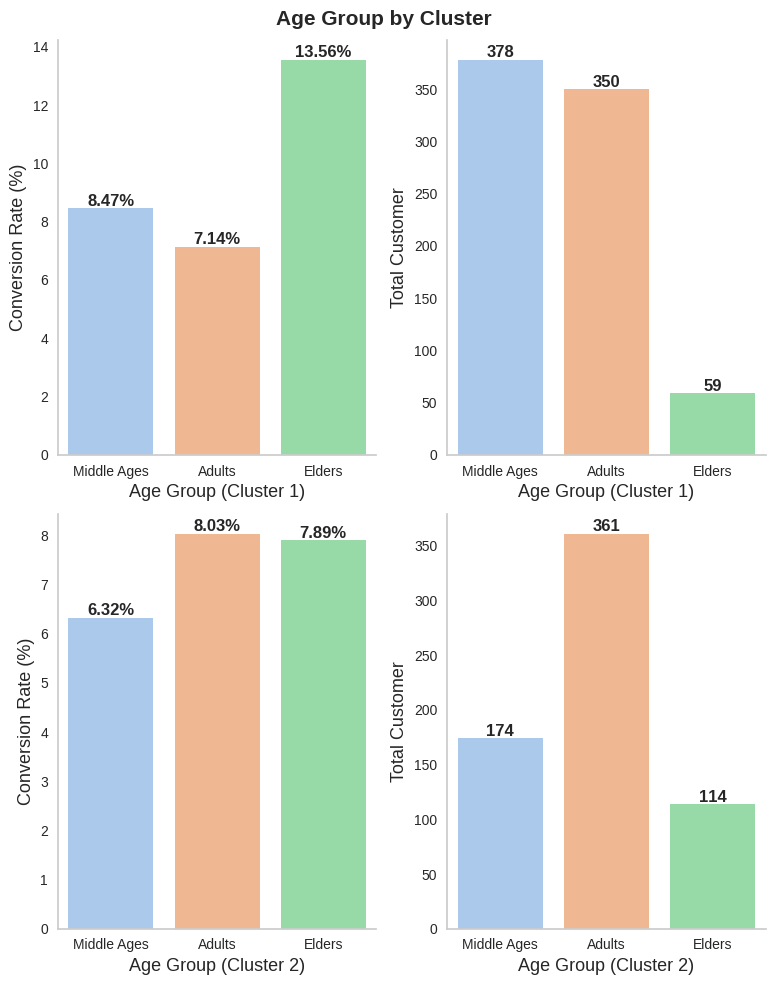 Age Group by Cluster
14
12
10
8
6
4
2
0
Conversion Rate (%)
8.47%
7.14%
13.56%
Middle Ages
Adults
Elders
Age Group (Cluster 1)
350
300
250
200
150
100
50
0
Total Customer
378
350
59
Middle Ages
Adults
Elders
Age Group (Cluster 1)
8
7
6
5
4
3
2
1
0
Conversion Rate (%)
6.32%
8.03%
7.89%
Middle Ages
Adults
Elders
Age Group (Cluster 2)
350
300
250
200
150
100
50
0
Total Customer
174
361
114
Middle Ages
Adults
Elders
Age Group (Cluster 2)